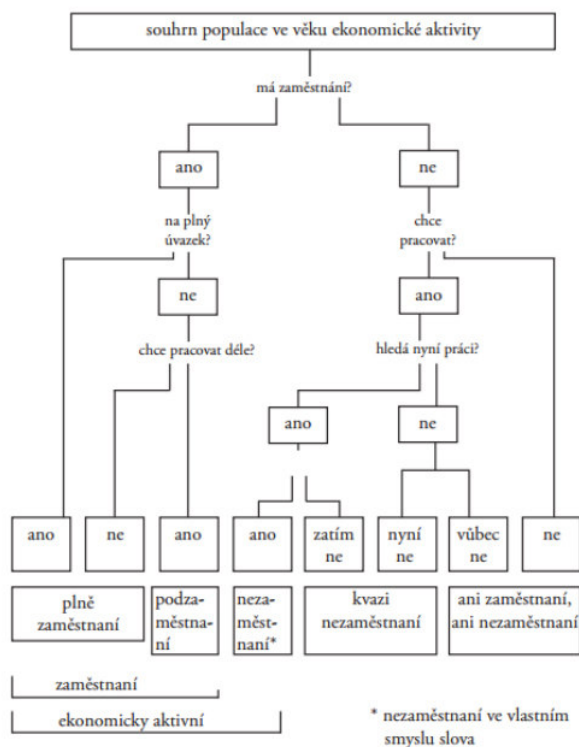 souhrn populace ve věku ekonomické aktivity
má zaměstnání?
ano
ne
na plný
úvazek?
chce
pracovat?
ne
ano
chce pracovat déle?
hledá nyní práci?
ano
ne
ano
ne
ano
ano
zatím
ne
nyní
ne
vůbec
ne
ne
plně
zaměstnaní
podza-
městna-
ní
neza-
měst-
naní*
kvazi
nezaměstnaní
ani zaměstnaní,
ani nezaměstnaní
zaměstnaní
ekonomicky aktivní
* nezaměstnaní ve vlastním
smyslu slova